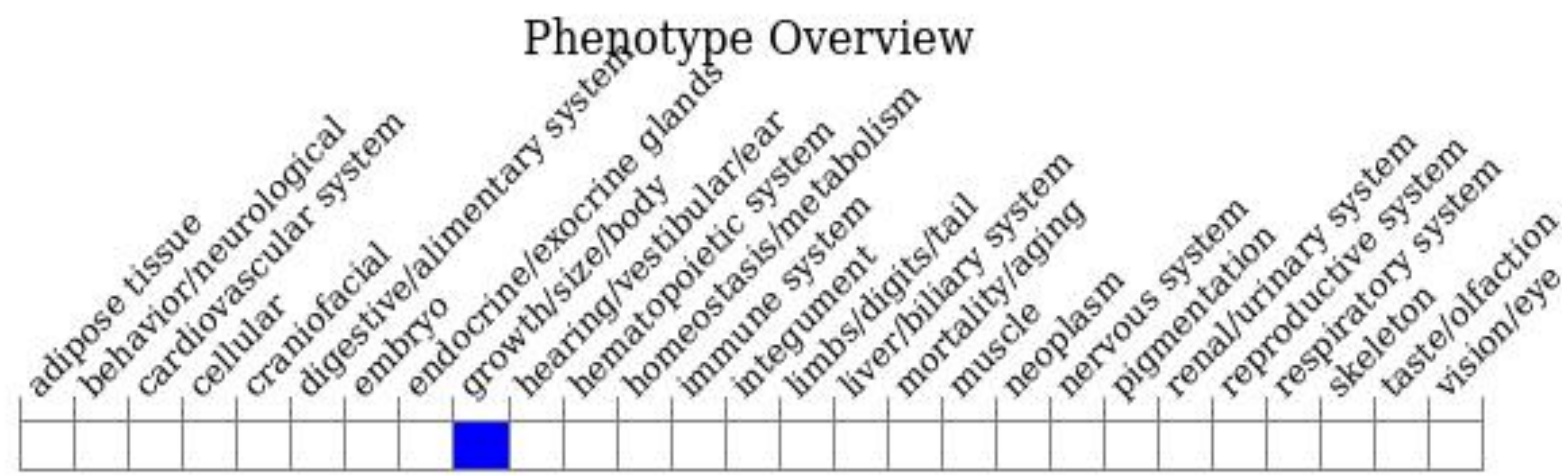 Phenotype Overview
adipose tissue
behavior/neurological
cardiovascular system
cellular
craniofacial
digestive/alimentary system
embryo
endocrine/exocrine glands
growth/size/body
hearing/vestibular/ear
hematopoietic system
homeostasis/metabolism
immune system
integument
limbs/digits/tail
liver/biliary system
mortality/aging
muscle
neoplasm
nervous system
pigmentation
renal/urinary system
reproductive system
respiratory system
skeleton
taste/olfaction
vision/eye